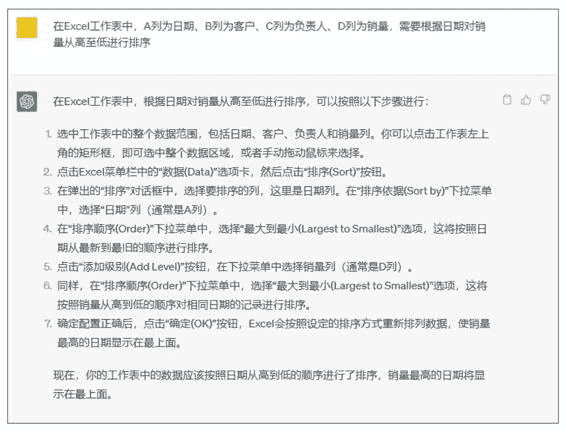 在Excel工作表中，A列为日期、B列为客户、C列为负责人、D列为销量，需要根据日期对销
量从高至低进行排序
在Excel工作表中，根据日期对销量从高至低进行排序，可以按照以下步骤进行：
1. 选中工作表中的整个数据范围，包括日期、客户、负责人和销量列。你可以点击工作表左上
角的矩形框，即可选中整个数据区域，或者手动拖动鼠标来选择。
2. 点击Excel菜单栏中的“数据(Data)”选项卡，然后点击“排序(Sort)”按钮。
3. 在弹出的“排序”对话框中，选择要排序的列，这里是日期列。在“排序依据(Sort by)”下拉菜单
中，选择“日期”列（通常是A列）。
4. 在“排序顺序(Order)”下拉菜单中，选择“最大到最小(Largest to Smallest)”选项，这将按照日
期从最新到最旧的顺序进行排序。
5. 点击“添加级别(Add Level)”按钮，在下拉菜单中选择销量列（通常是D列）。
6. 同样，在“排序顺序(Order)”下拉菜单中，选择“最大到最小(Largest to Smallest)”选项，这将
按照销量从高到低的顺序对相同日期的记录进行排序。
7. 确定配置正确后，点击“确定(OK)”按钮，Excel会按照设定的排序方式重新排列数据，使销量
最高的日期显示在最上面。
现在，你的工作表中的数据应该按照日期从高到低的顺序进行了排序，销量最高的日期将显
示在最上面。